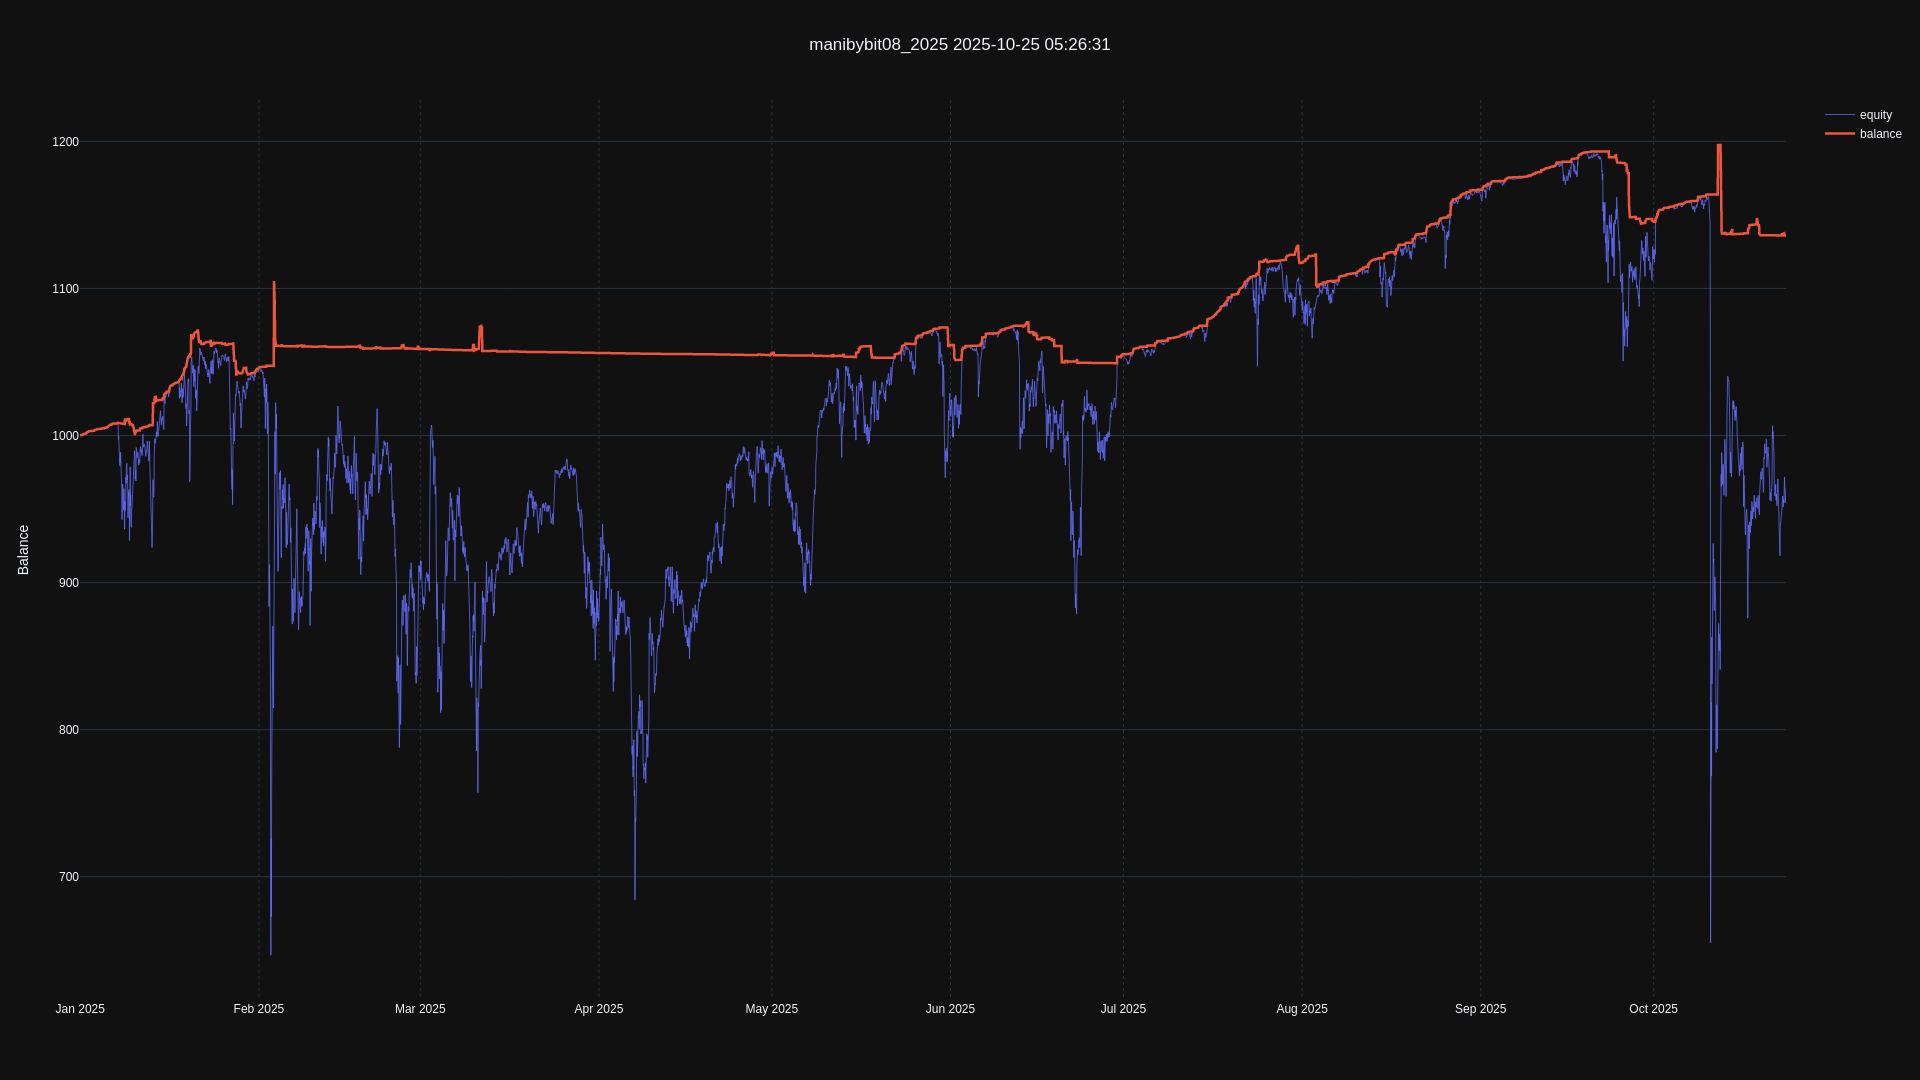 manibybit08_2025 2025-10-25 05:26:31
equity
balance
Balance
1200
1100
1000
900
800
700
Jan 2025
Feb 2025
Mar 2025
Apr 2025
May 2025
Jun 2025
Jul 2025
Aug 2025
Sep 2025
Oct 2025